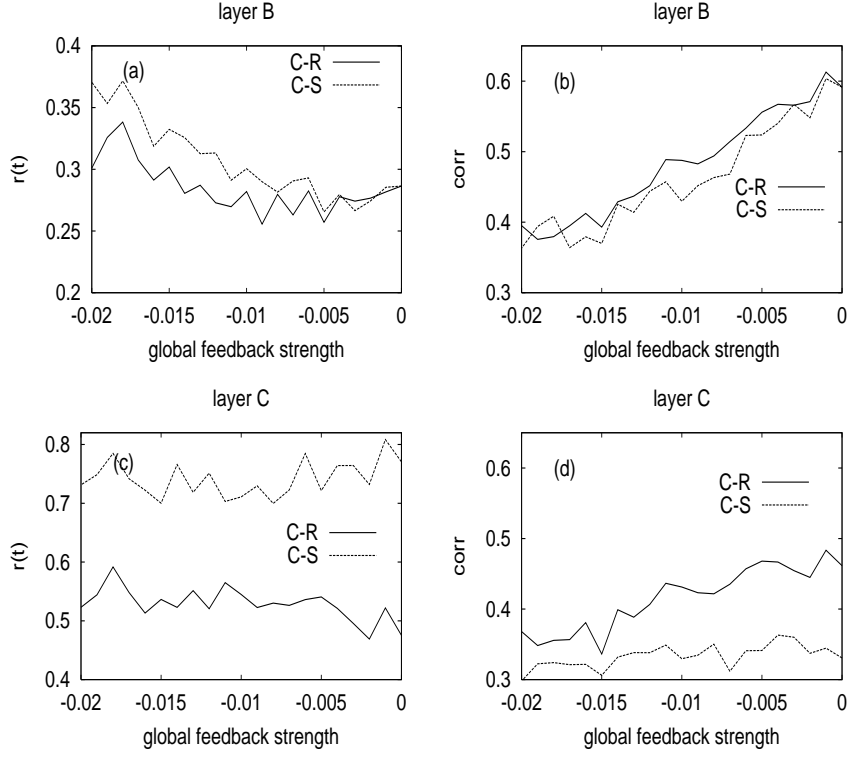 layer B
(a)
C-R
C-S
0.4
0.35
0.3
0.25
0.2
r(t)
-0.02 -0.015 -0.01 -0.005 0
global feedback strength
layer B
(b)
C-R
C-S
0.6
0.5
0.4
0.3
corr
-0.02 -0.015 -0.01 -0.005 0
global feedback strength
layer C
(c)
C-R
C-S
0.8
0.7
0.6
0.5
0.4
r(t)
-0.02 -0.015 -0.01 -0.005 0
global feedback strength
layer C
(d)
C-R
C-S
0.6
0.5
0.4
0.3
corr
-0.02 -0.015 -0.01 -0.005 0
global feedback strength